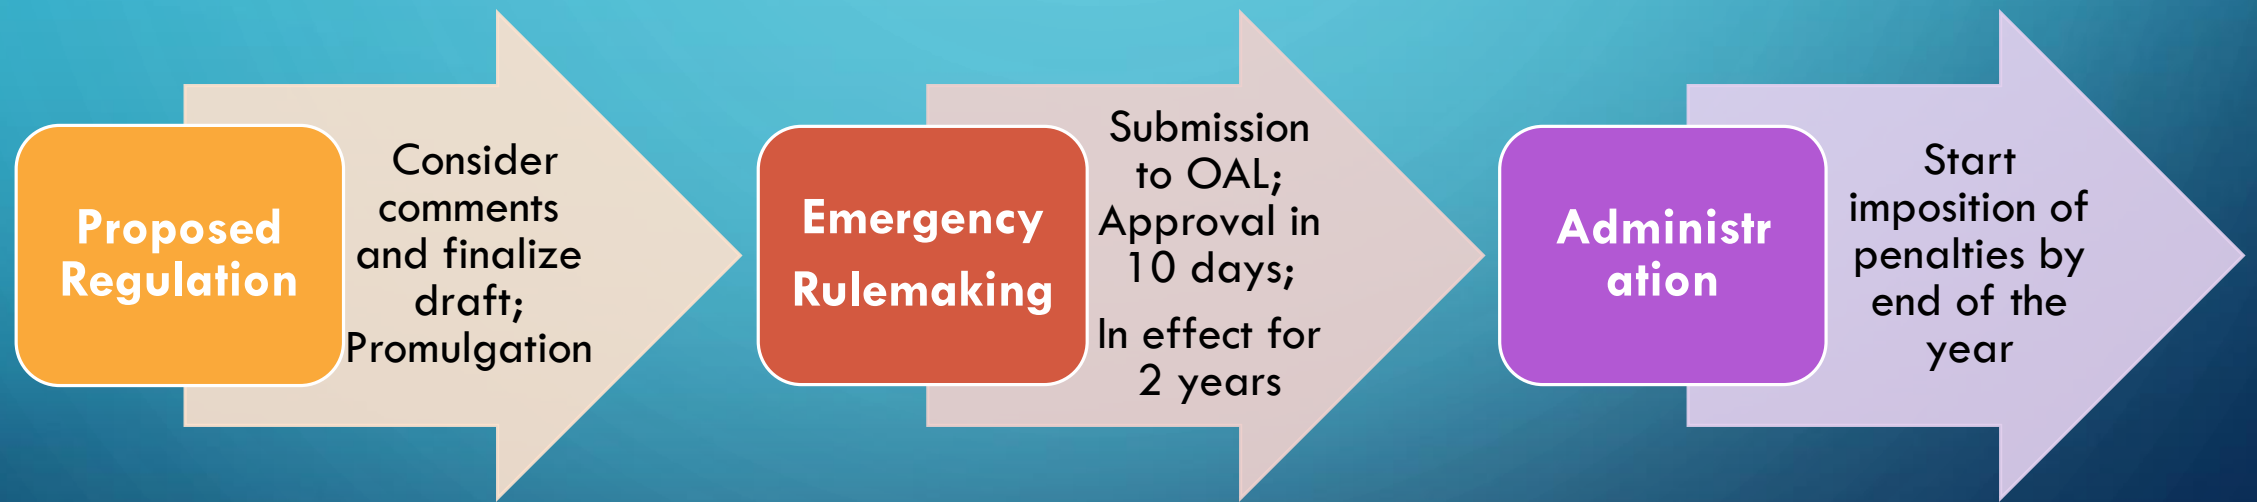 Proposed
Regulation
Consider
comments
and finalize
draft;
Promulgation
Emergency
Rulemaking
Submission
to OAL;
Approval in
10 days;
In effect for
2 years
Administr
ation
Start
imposition of
penalties by
end of the
year